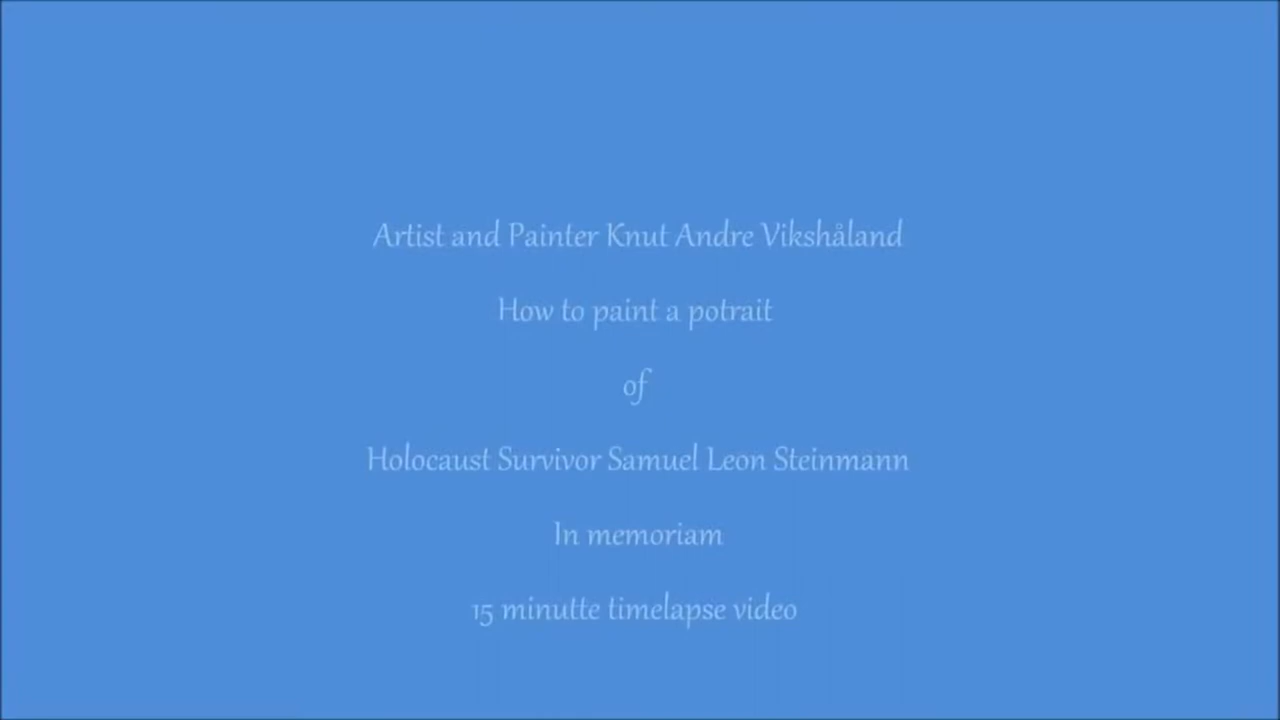 Artist and Painter Knut Andre Vikshåland
How to paint a potrait
of
Holocaust Survivor Samuel Leon Steinmann
In memoriam
15 minutte timelapse video